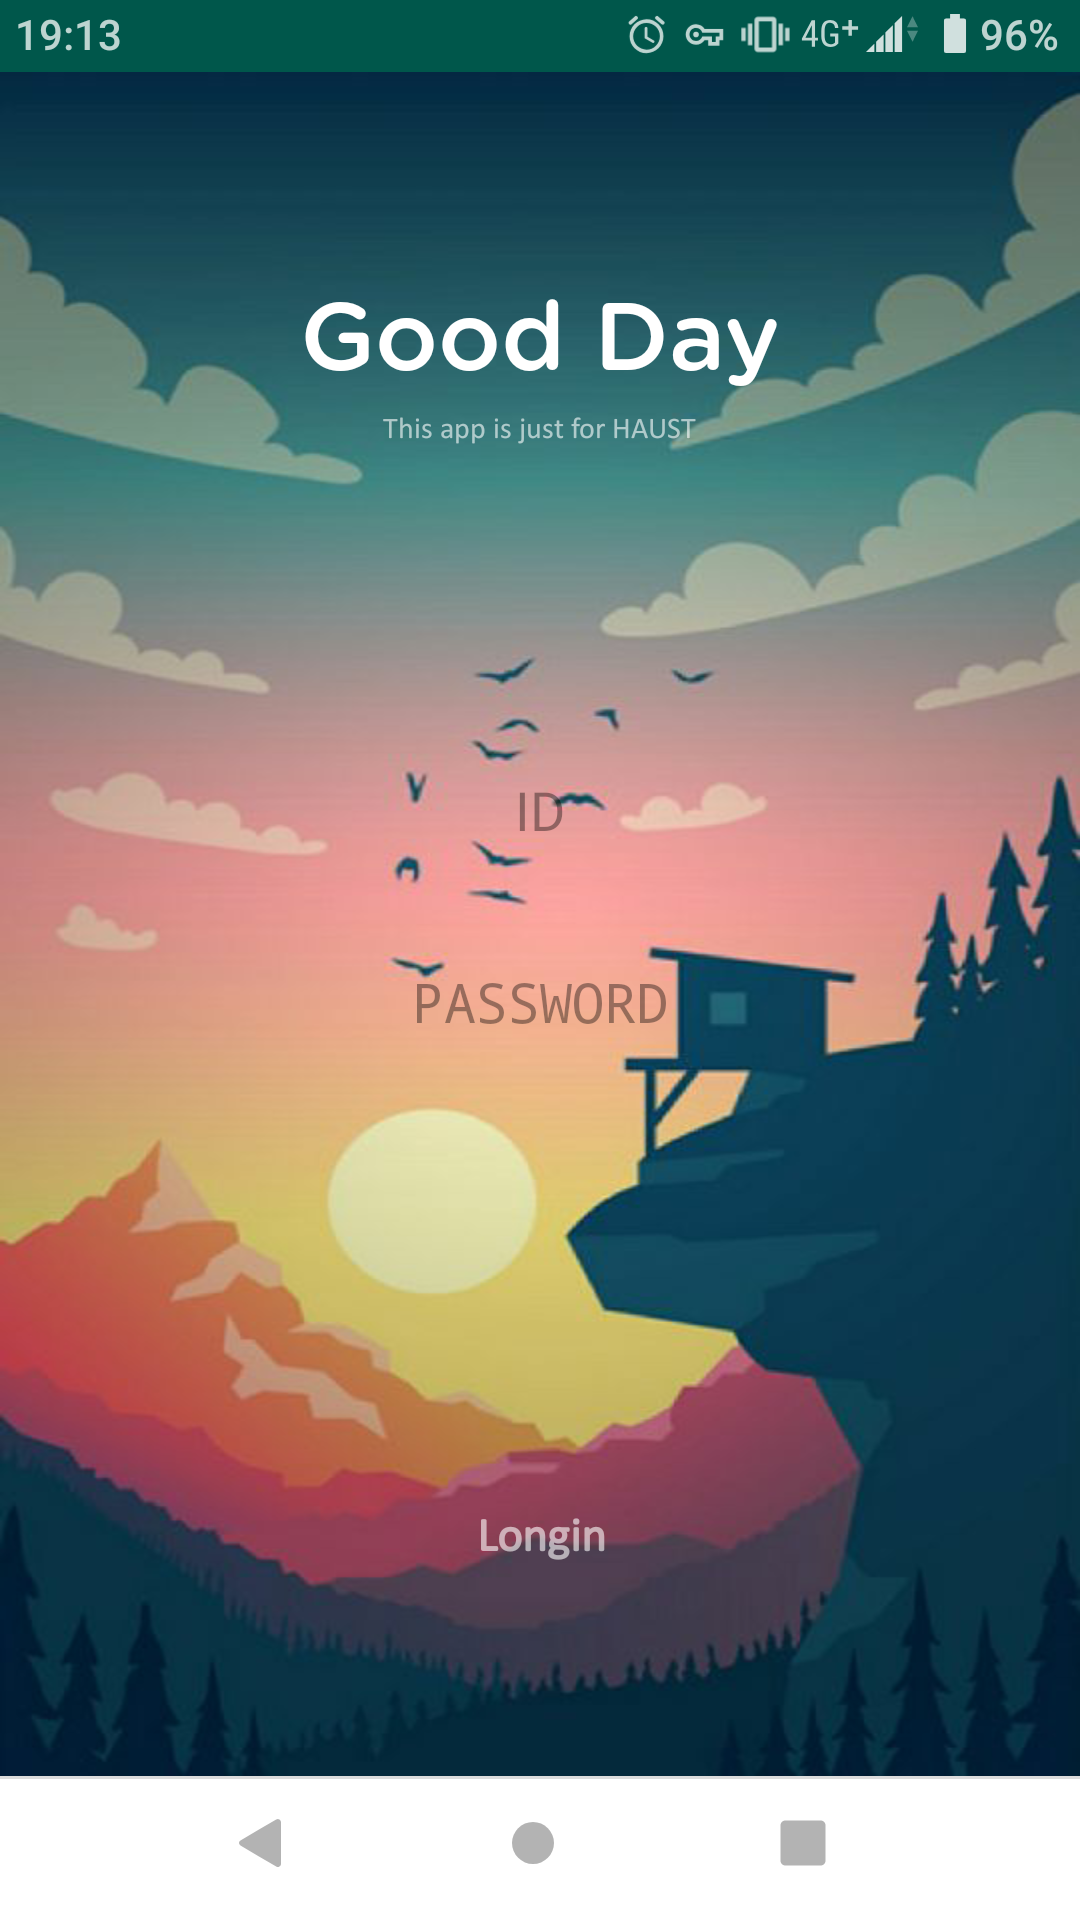 19:13 4G+ 96%
Good Day
This app is just for HAUST
ID
PASSWORD
Longin